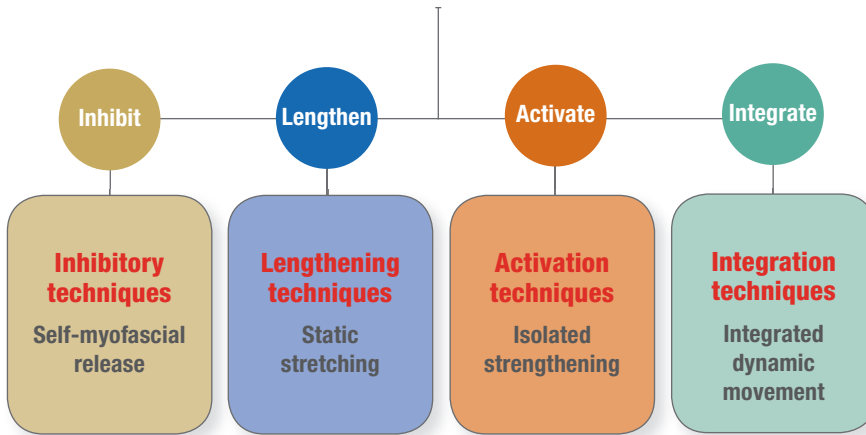 Inhibit
Lengthen
Activate
Integrate
Inhibitory
techniques
Self-myofascial
release
Lengthening
techniques
Static
stretching
Activation
techniques
Isolated
strengthening
Integration
techniques
Integrated
dynamic
movement